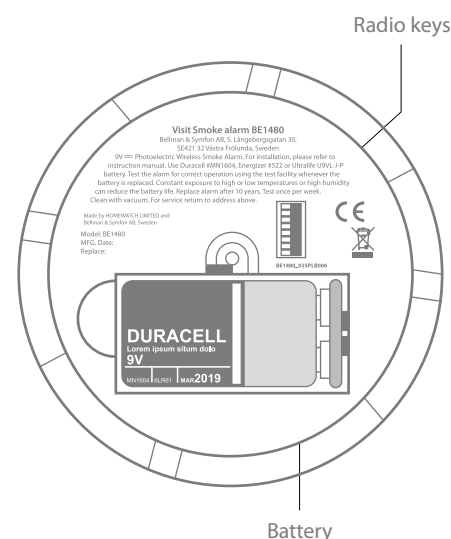 Radio keys
Visit Smoke alarm BE1480
Bellman & Symfon AB, S. Långebergsgatan 30,
SE421 32 Västra Frölunda, Sweden
9V ⎓ Photoelectric Wireless Smoke Alarm. For installation, please refer to
instruction manual. Use Duracell #MN1604, Energizer #522 or Ultralife U9VL-J-P
battery. Test the alarm for correct operation using the test facility whenever the
battery is replaced. Constant exposure to high or low temperatures or high humidity
can reduce the battery life. Replace alarm after 10 years. Test once per week.
Clean with vacuum. For service return to address above.
Made by HOMEWATCH LIMITED and
Bellman & Symfon AB, Sweden
Model: BE1480
MFG. Date:
Replace:
CE
BE1480_025PLB006
DURACELL
Lorem ipsum situm dolo
9V
MN1604 6LR61 MAR2019
Battery